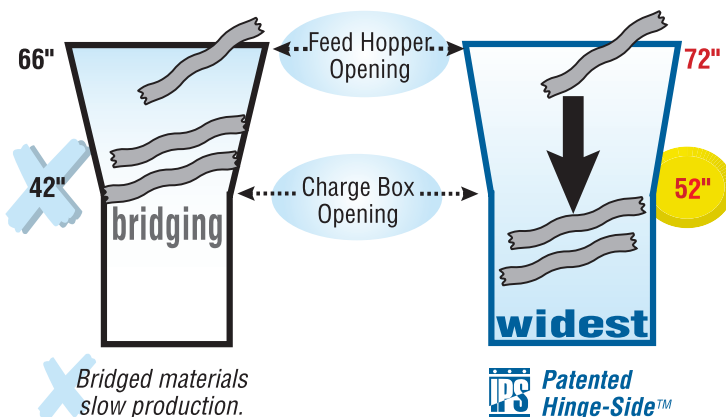 66"
Feed Hopper
Opening
72"
42"
Charge Box
Opening
52"
bridging
widest
Bridged materials
slow production.
IPS
Patented
Hinge-Side™